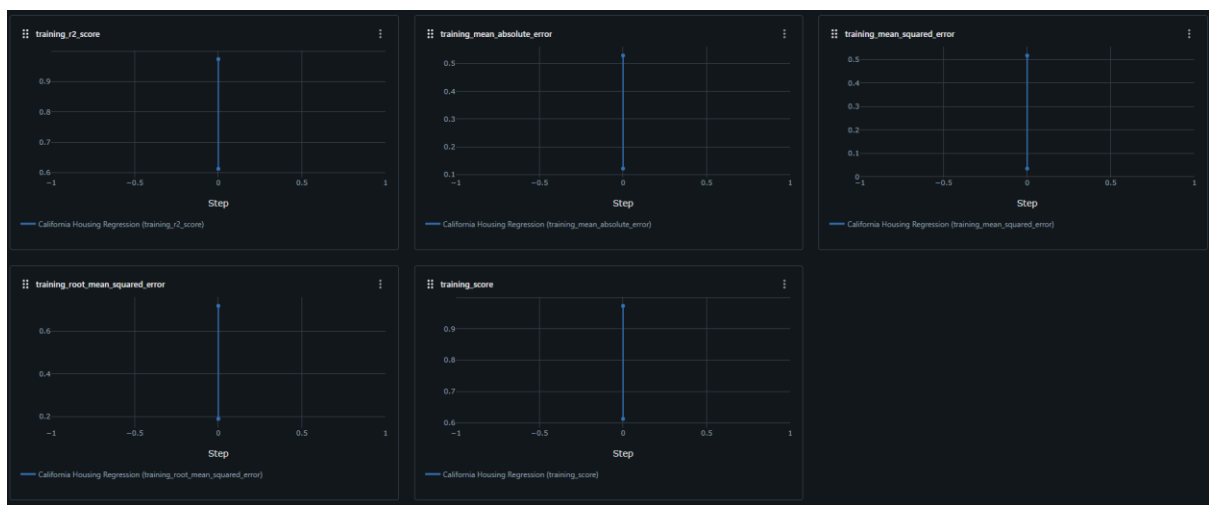 training_r2_score
0.9
0.8
0.7
0.6
−1 −0.5 0 0.5 1
Step
California Housing Regression (training_r2_score)
training_mean_absolute_error
0.5
0.4
0.3
0.2
0.1
−1 −0.5 0 0.5 1
Step
California Housing Regression (training_mean_absolute_error)
training_mean_squared_error
0.5
0.4
0.3
0.2
0.1
0
−1 −0.5 0 0.5 1
Step
California Housing Regression (training_mean_squared_error)
training_root_mean_squared_error
0.6
0.4
0.2
−1 −0.5 0 0.5 1
Step
California Housing Regression (training_root_mean_squared_error)
training_score
0.9
0.8
0.7
0.6
−1 −0.5 0 0.5 1
Step
California Housing Regression (training_score)